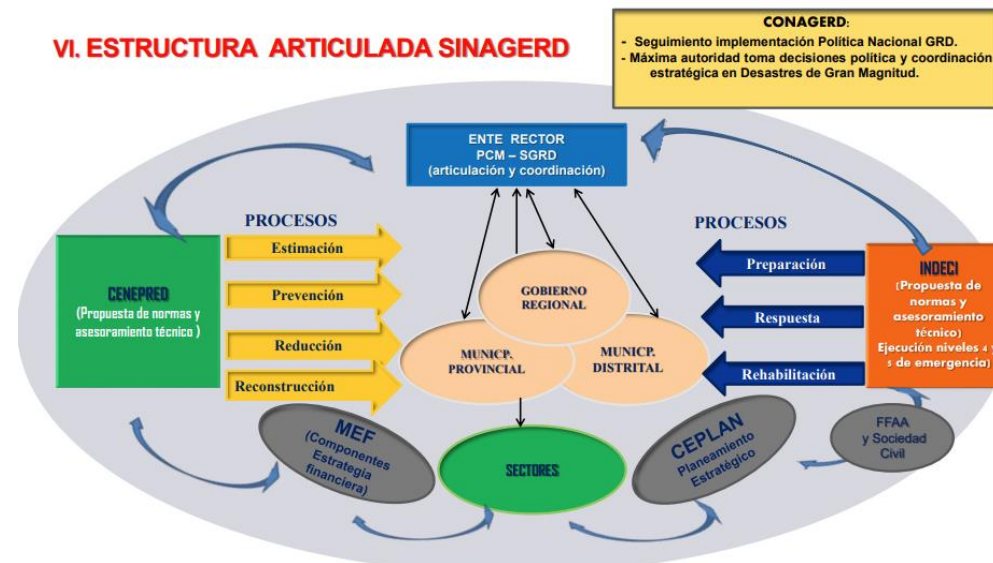 VI. ESTRUCTURA ARTICULADA SINAGERD
CONAGERD:
- Seguimiento implementación Política Nacional GRD.
- Máxima autoridad toma decisiones política y coordinación
estratégica en Desastres de Gran Magnitud.
ENTE RECTOR
PCM – SGRD
(articulación y coordinación)
PROCESOS
Estimación
Prevención
Reducción
Reconstrucción
CENEPRED
(Propuesta de normas y
asesoramiento técnico )
GOBIERNO
REGIONAL
MUNICP.
PROVINCIAL
MUNICP.
DISTRITAL
PROCESOS
Preparación
Respuesta
Rehabilitación
INDECI
(Propuesta de
normas y
asesoramiento
técnico)
Ejecución niveles 4 y
5 de emergencia)
MEF
(Componentes
Estrategia
financiera)
SECTORES
CEPLAN
Planeamiento
Estratégico
FFAA
y Sociedad
Civil